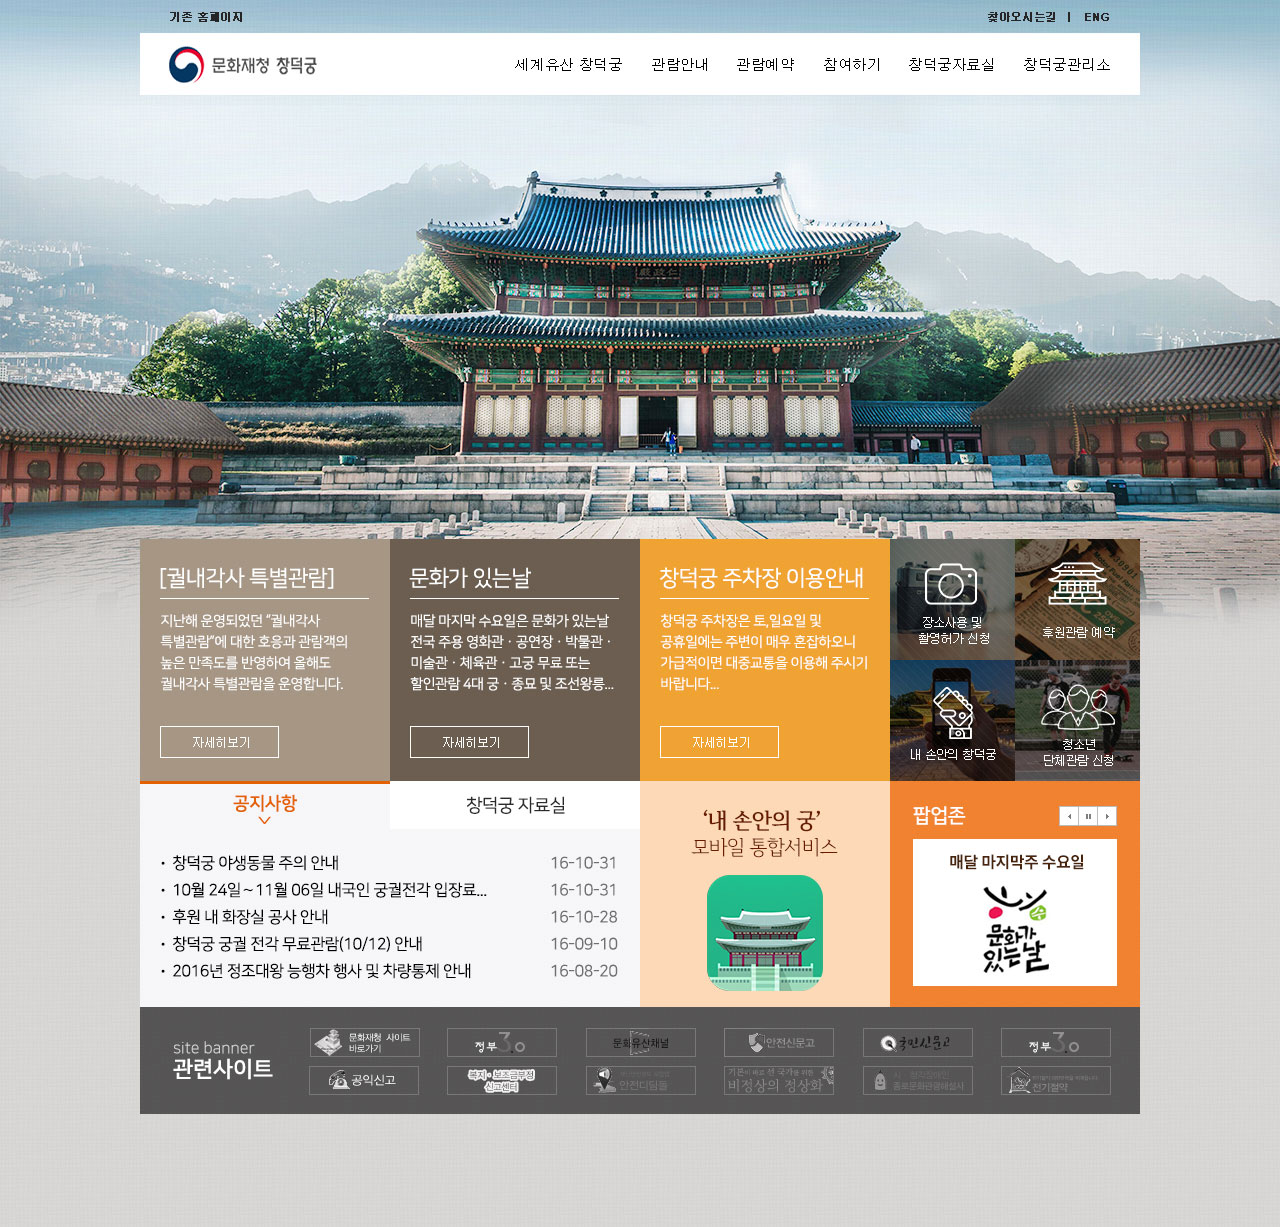 기존 홈페이지
찾아오시는길 | ENG
문화재청 창덕궁
세계유산 창덕궁 관람안내 관람예약 참여하기 창덕궁자료실 창덕궁관리소
[궐내각사 특별관람]
지난해 운영되었던 “궐내각사
특별관람”에 대한 호응과 관람객의
높은 만족도를 반영하여 올해도
궐내각사 특별관람을 운영합니다.
자세히보기
문화가 있는날
매달 마지막 수요일은 문화가 있는날
전국 주용 영화관 · 공연장 · 박물관 ·
미술관 · 체육관 · 고궁 무료 또는
할인관람 4대 궁 · 종묘 및 조선왕릉...
자세히보기
창덕궁 주차장 이용안내
창덕궁 주차장은 토,일요일 및
공휴일에는 주변이 매우 혼잡하오니
가급적이면 대중교통을 이용해 주시기
바랍니다...
자세히보기
장소사용 및
촬영허가 신청
후원관람 예약
내 손안의 창덕궁
청소년
단체관람 신청
공지사항
창덕궁 자료실
· 창덕궁 야생동물 주의 안내 16-10-31
· 10월 24일~11월 06일 내국인 궁궐전각 입장료... 16-10-31
· 후원 내 화장실 공사 안내 16-10-28
· 창덕궁 궁궐 전각 무료관람(10/12) 안내 16-09-10
· 2016년 정조대왕 능행차 행사 및 차량통제 안내 16-08-20
‘내 손안의 궁’
모바일 통합서비스
팝업존
매달 마지막주 수요일
문화가
있는날
site banner
관련사이트
문화재청 사이트
바로가기
정부3.0
문화유산채널
안전신문고
국민신문고
정부3.0
공익신고
복지·보조금부정
신고센터
안전디딤돌
기본이 바로 선 국가를 위한
비정상의 정상화
종로문화관광해설사
전기절약